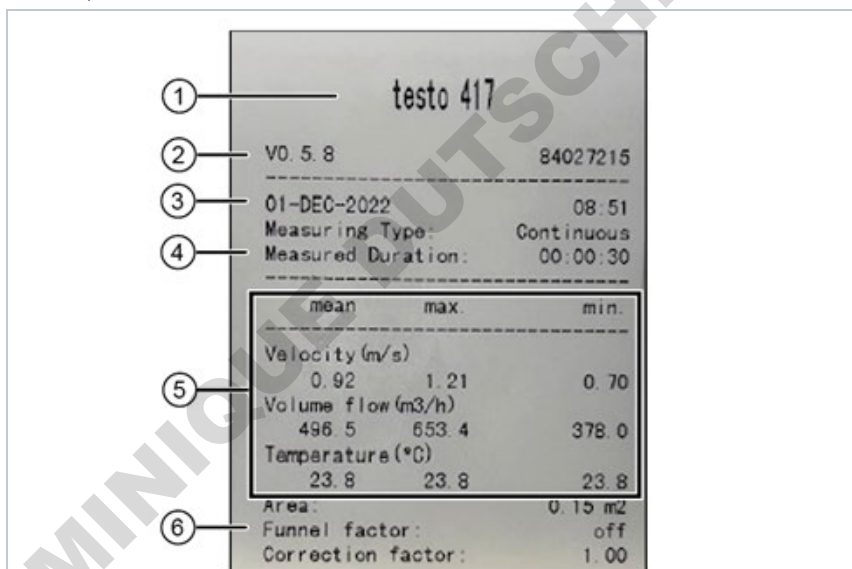 ① testo 417
② V0.5.8 84027215
③ 01-DEC-2022 08:51
Measuring Type: Continuous
④ Measured Duration: 00:00:30
mean max. min.
Velocity(m/s)
0.92 1.21 0.70
⑤
Volume flow(m3/h)
496.5 653.4 378.0
Temperature(°C)
23.8 23.8 23.8
Area: 0.15 m2
⑥ Funnel factor: off
Correction factor: 1.00
MINIQUE DUTSCH